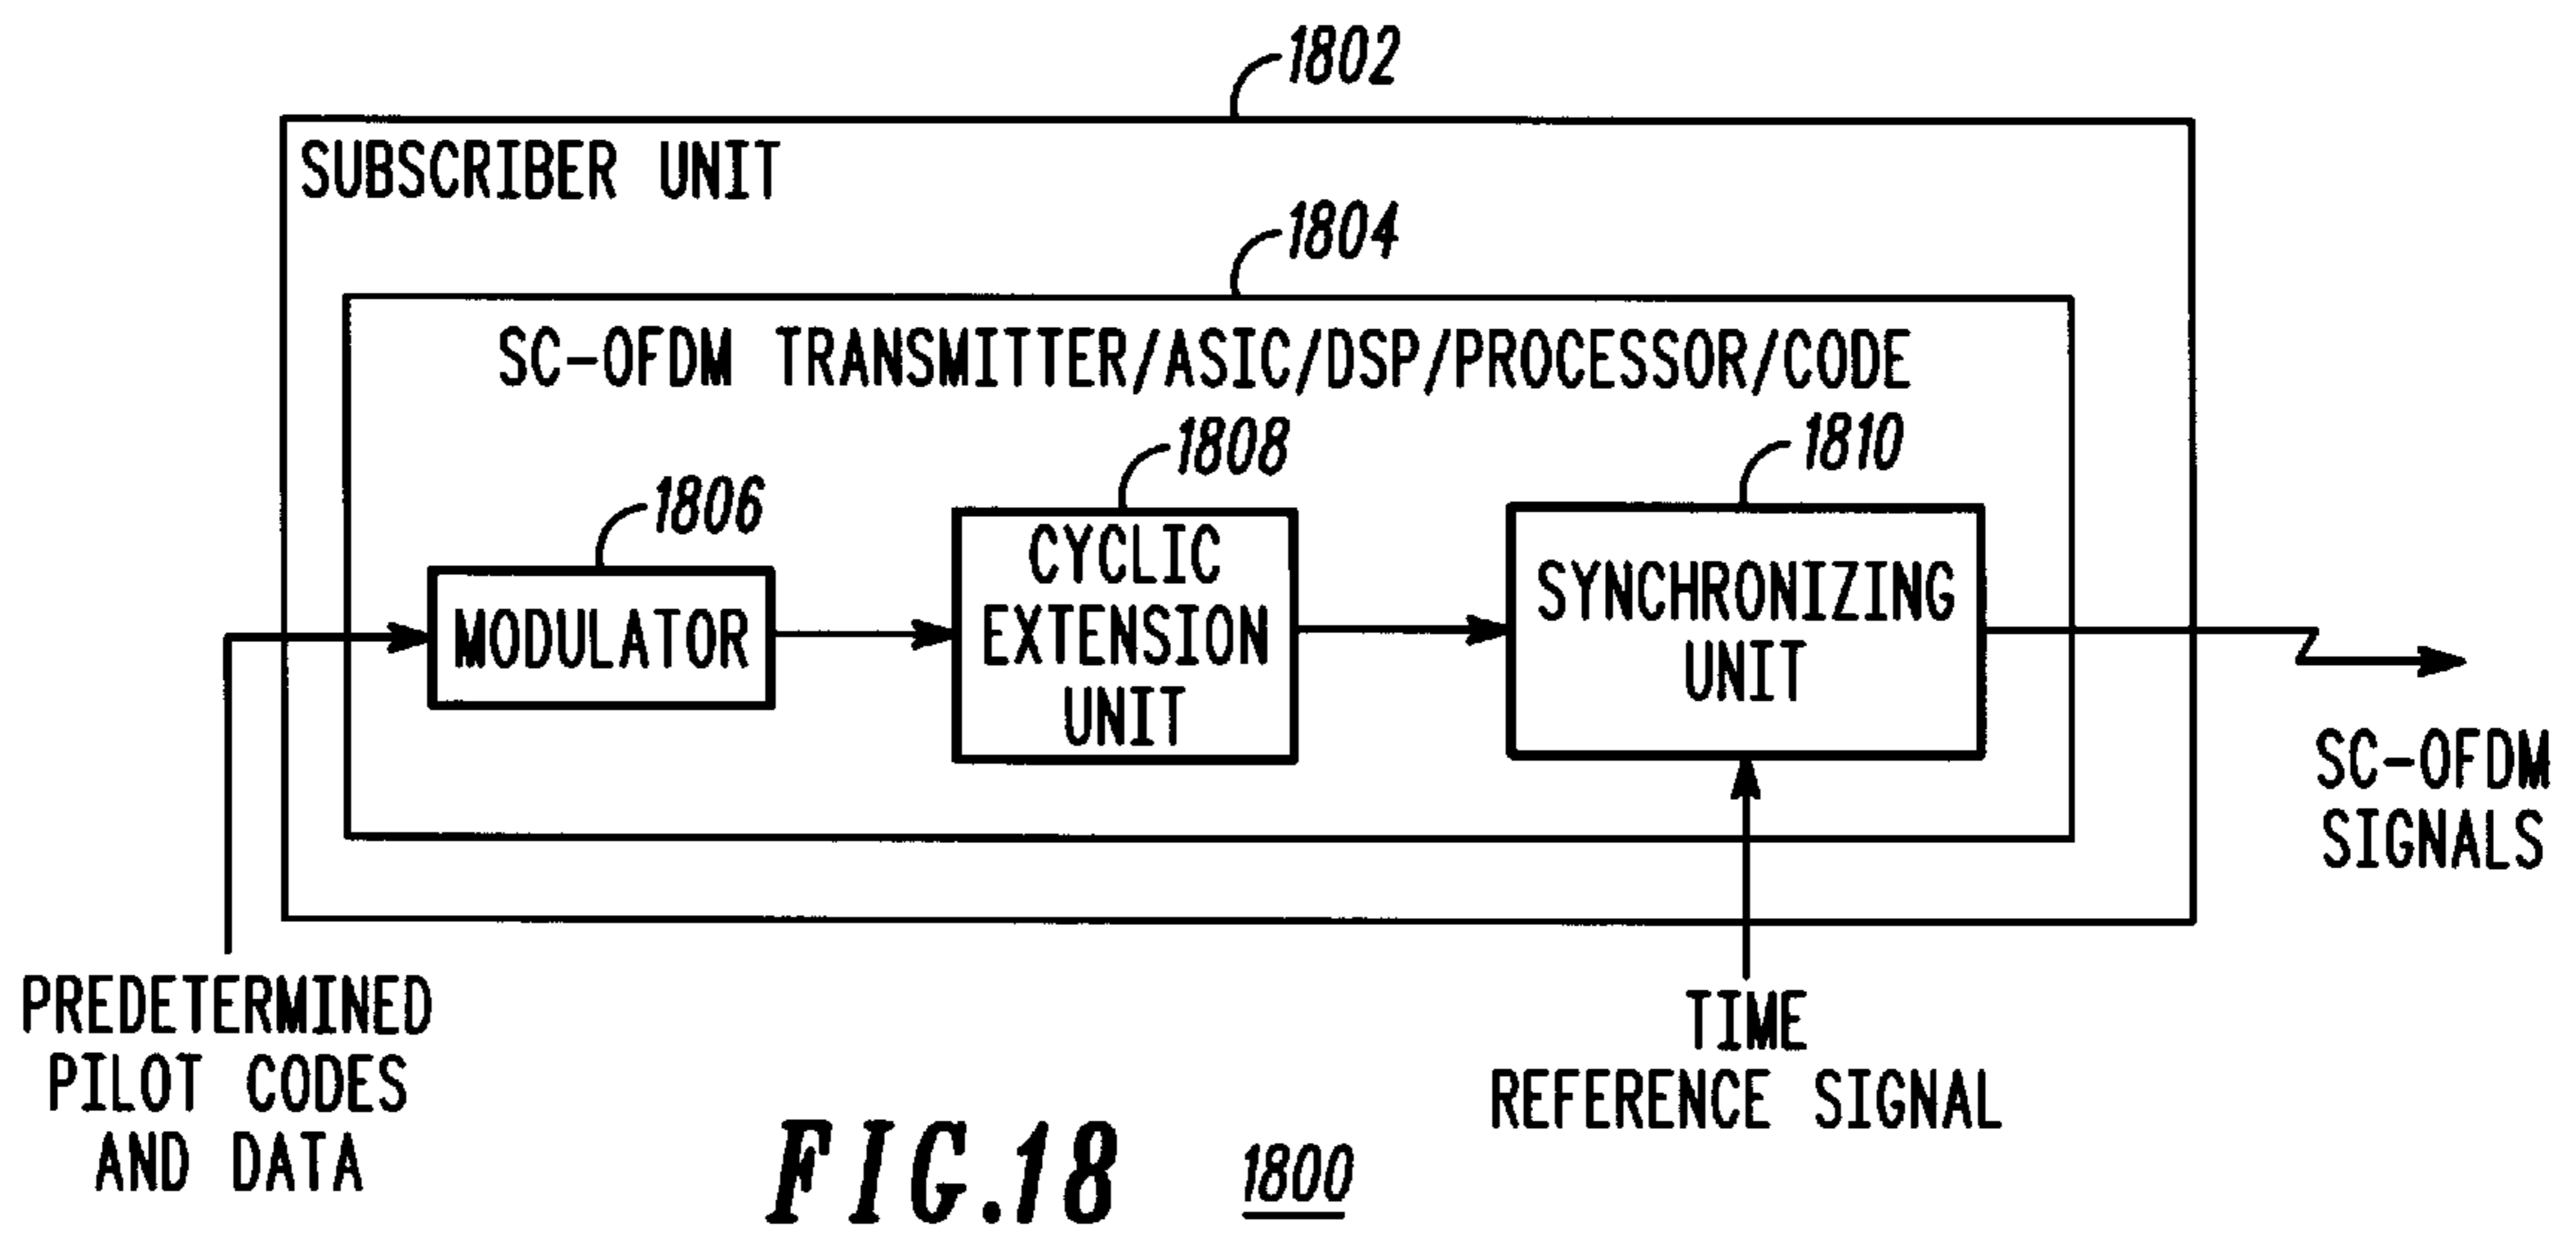 1802
SUBSCRIBER UNIT
1804
SC-OFDM TRANSMITTER/ASIC/DSP/PROCESSOR/CODE
1806
1808
1810
MODULATOR
CYCLIC
EXTENSION
UNIT
SYNCHRONIZING
UNIT
SC-OFDM
SIGNALS
PREDETERMINED
PILOT CODES
AND DATA
TIME
REFERENCE SIGNAL
FIG.18
1800